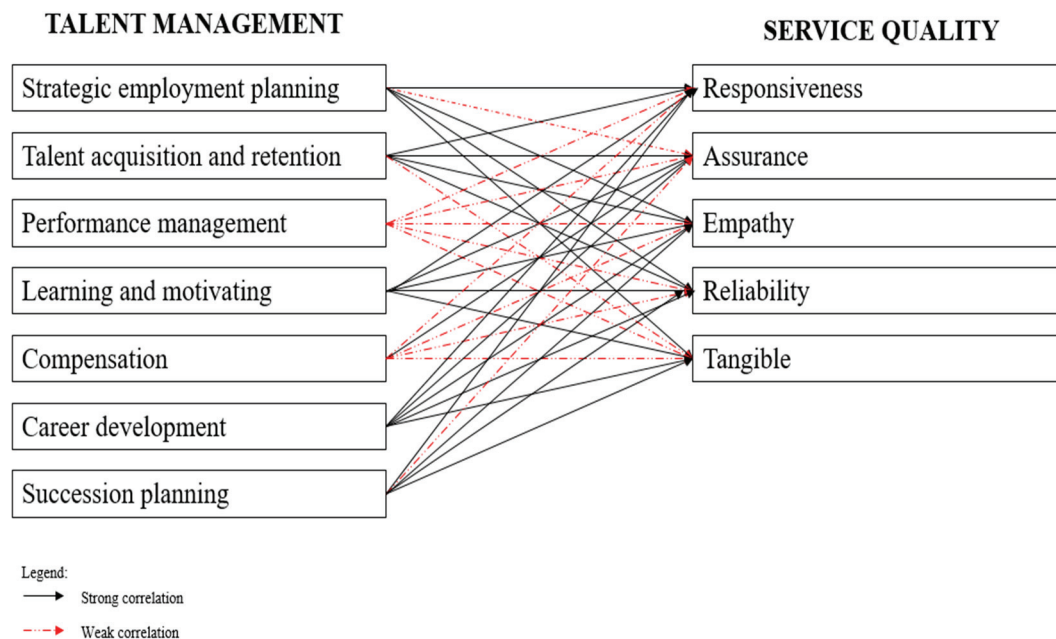 TALENT MANAGEMENT
Strategic employment planning
Talent acquisition and retention
Performance management
Learning and motivating
Compensation
Career development
Succession planning
SERVICE QUALITY
Responsiveness
Assurance
Empathy
Reliability
Tangible
Legend:
Strong correlation
Weak correlation